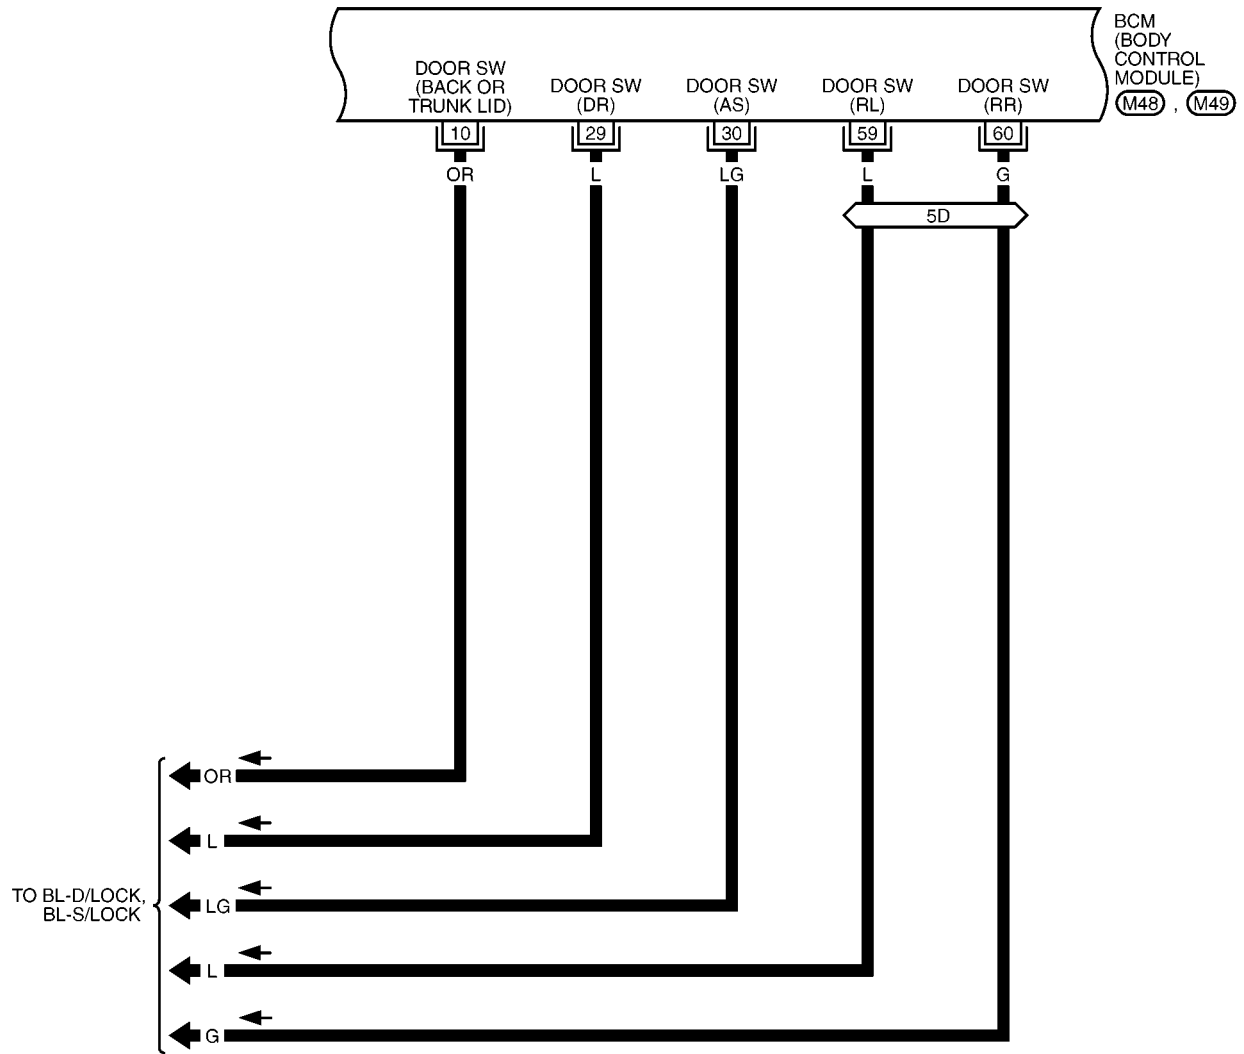 BCM
(BODY
CONTROL
MODULE)
M48 , M49
DOOR SW
(BACK OR
TRUNK LID)
DOOR SW
(DR)
DOOR SW
(AS)
DOOR SW
(RL)
DOOR SW
(RR)
10 29 30 59 60
OR L LG L G
5D
OR
L
TO BL-D/LOCK,
BL-S/LOCK
LG
L
G